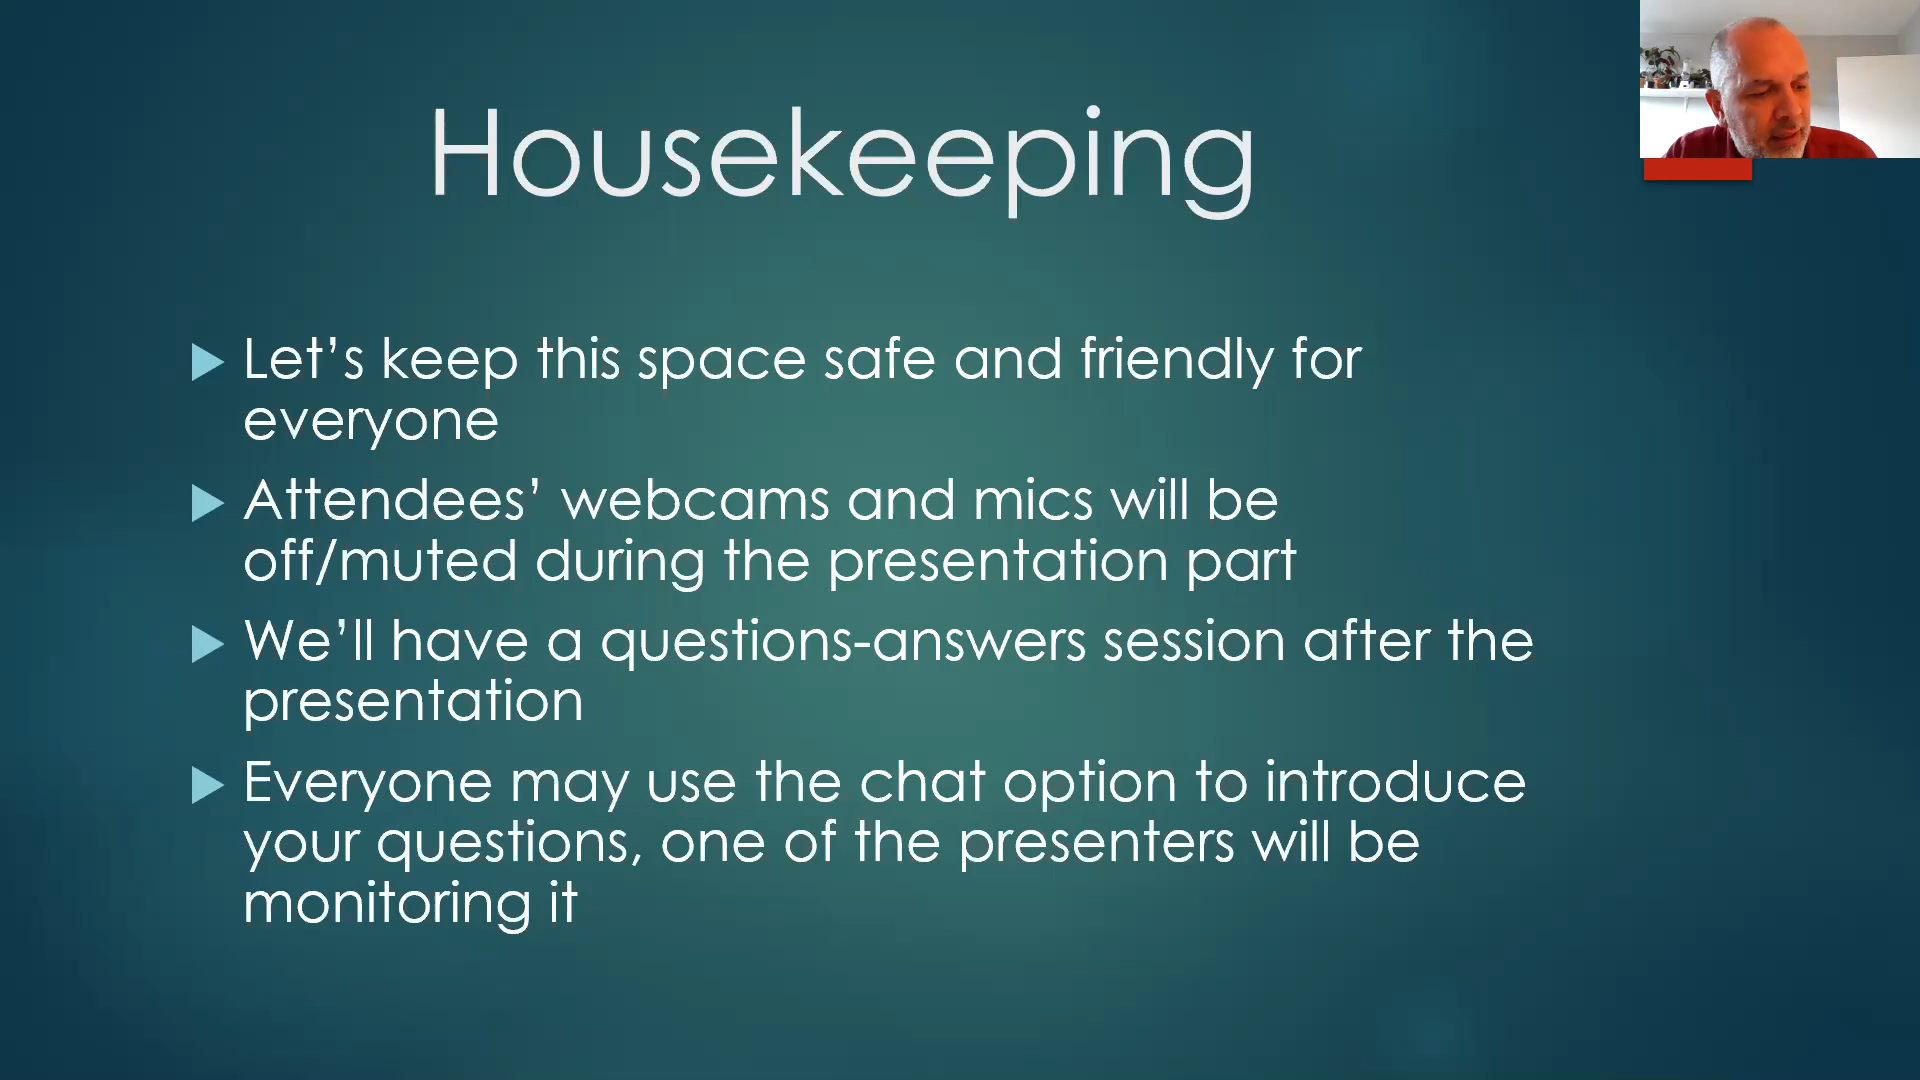 Housekeeping
Let’s keep this space safe and friendly for
everyone
Attendees’ webcams and mics will be
off/muted during the presentation part
We’ll have a questions-answers session after the
presentation
Everyone may use the chat option to introduce
your questions, one of the presenters will be
monitoring it